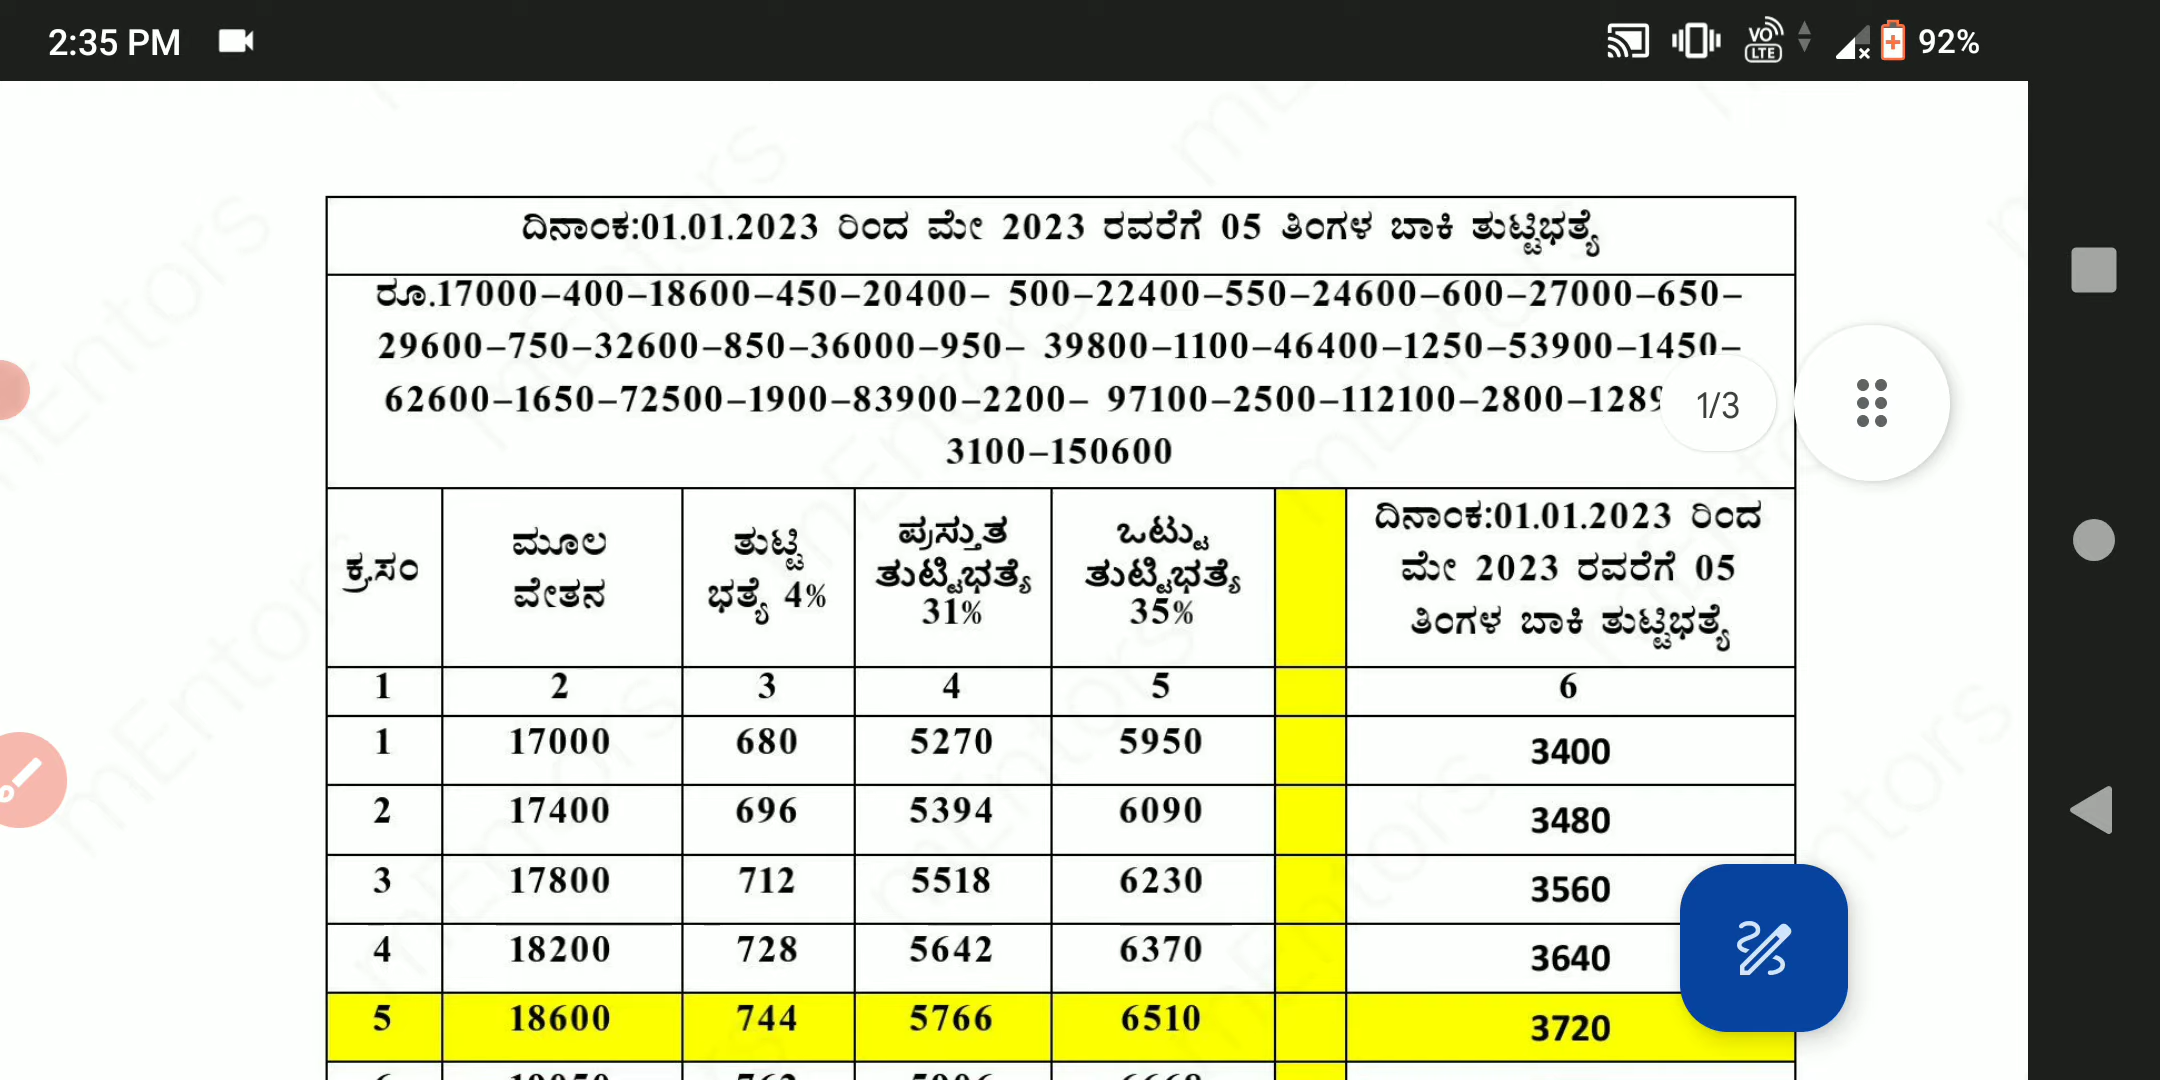 2:35 PM
VO LTE 92%
ದಿನಾಂಕ:01.01.2023 ರಿಂದ ಮೇ 2023 ರವರೆಗೆ 05 ತಿಂಗಳ ಬಾಕಿ ತುಟ್ಟಿಭತ್ಯೆ
ರೂ.17000–400–18600–450–20400– 500–22400–550–24600–600–27000–650–
29600–750–32600–850–36000–950– 39800–1100–46400–1250–53900–1450–
62600–1650–72500–1900–83900–2200– 97100–2500–112100–2800–
3100–150600
1/3
ಕ್ರ.ಸಂ
ಮೂಲ
ವೇತನ
ತುಟ್ಟಿ
ಭತ್ಯೆ 4%
ಪ್ರಸ್ತುತ
ತುಟ್ಟಿಭತ್ಯೆ
31%
ಒಟ್ಟು
ತುಟ್ಟಿಭತ್ಯೆ
35%
ದಿನಾಂಕ:01.01.2023 ರಿಂದ
ಮೇ 2023 ರವರೆಗೆ 05
ತಿಂಗಳ ಬಾಕಿ ತುಟ್ಟಿಭತ್ಯೆ
1 2 3 4 5 6
1 17000 680 5270 5950 3400
2 17400 696 5394 6090 3480
3 17800 712 5518 6230 3560
4 18200 728 5642 6370 3640
5 18600 744 5766 6510 3720
mEntors